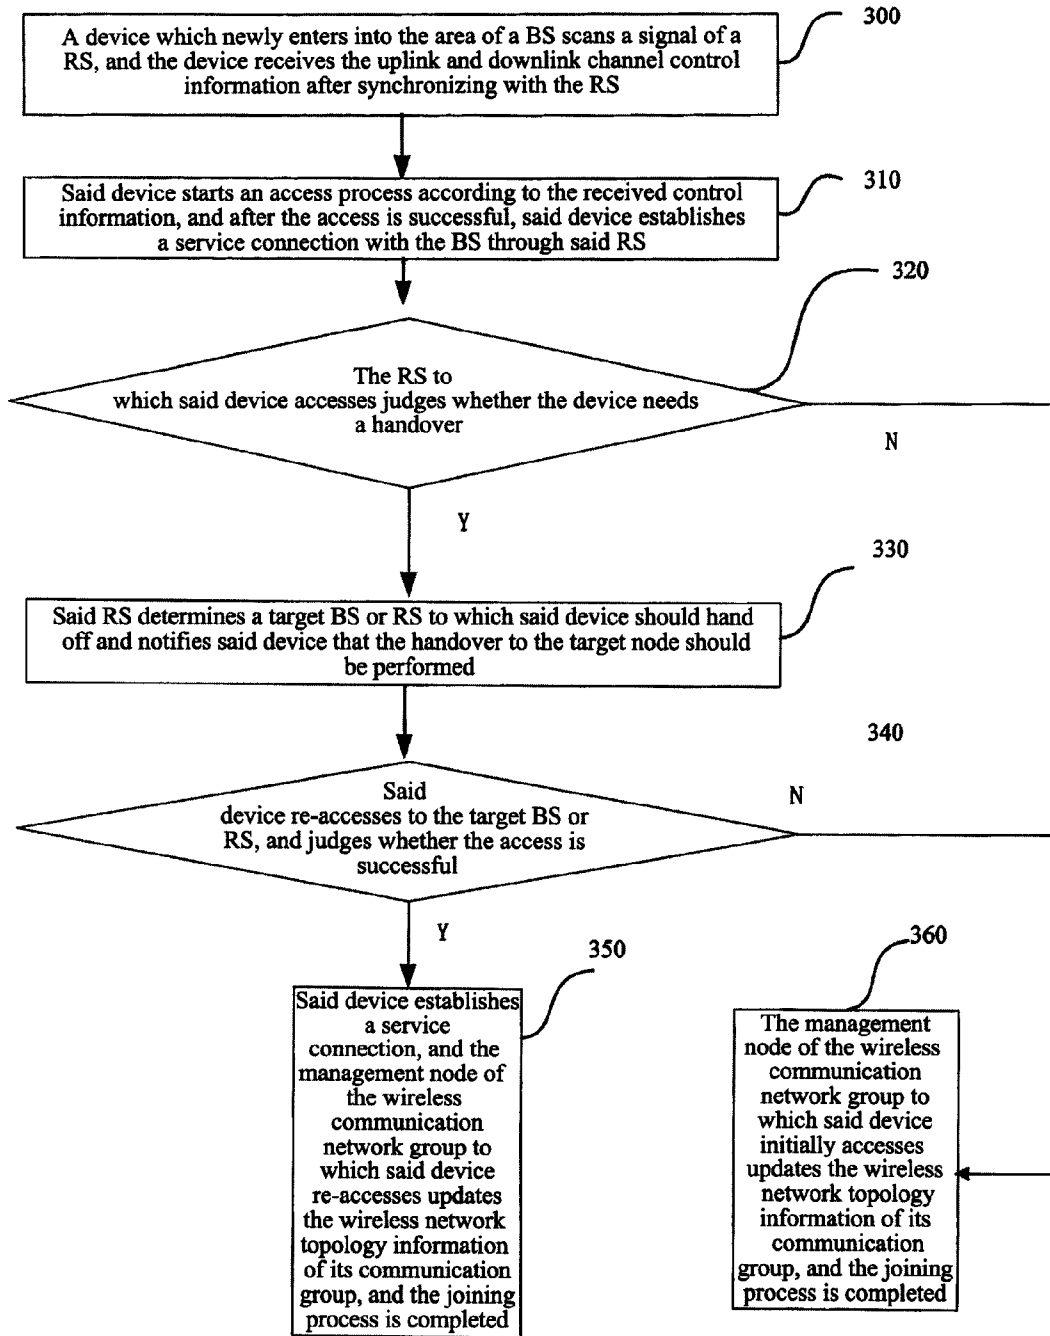 300
A device which newly enters into the area of a BS scans a signal of a
RS, and the device receives the uplink and downlink channel control
information after synchronizing with the RS
310
Said device starts an access process according to the received control
information, and after the access is successful, said device establishes
a service connection with the BS through said RS
320
The RS to
which said device accesses judges whether the device needs
a handover
N
Y
330
Said RS determines a target BS or RS to which said device should hand
off and notifies said device that the handover to the target node should
be performed
340
Said
device re-accesses to the target BS or
RS, and judges whether the access is
successful
N
Y
350
Said device establishes
a service
connection, and the
management node of
the wireless
communication
network group to
which said device
re-accesses updates
the wireless network
topology information
of its communication
group, and the joining
process is completed
360
The management
node of the wireless
communication
network group to
which said device
initially accesses
updates the wireless
network topology
information of its
communication
group, and the joining
process is completed